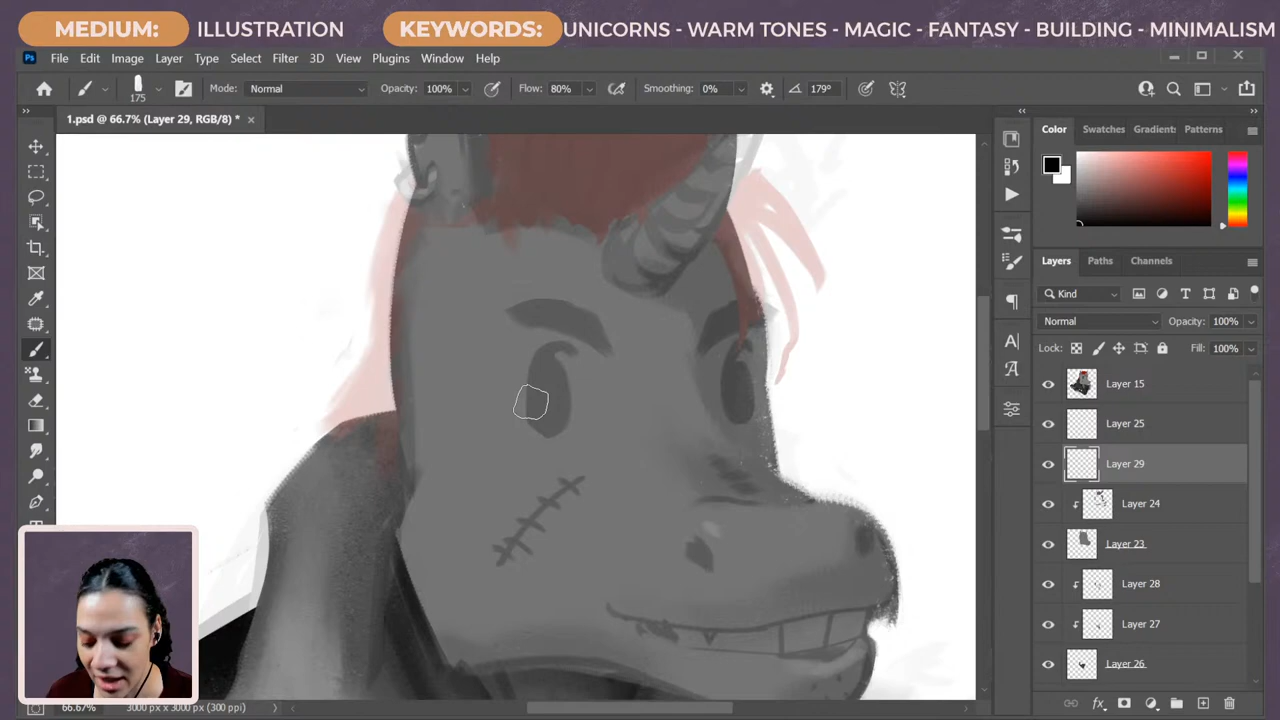 MEDIUM: ILLUSTRATION KEYWORDS: UNICORNS - WARM TONES - MAGIC - FANTASY - BUILDING - MINIMALISM
Ps File Edit Image Layer Type Select Filter 3D View Plugins Window Help
175 Mode: Normal Opacity: 100% Flow: 80% Smoothing: 0% 179°
1.psd @ 66.7% (Layer 29, RGB/8) *
Color Swatches Gradient Patterns
Layers Paths Channels
Kind
Normal Opacity: 100%
Lock: Fill: 100%
Layer 15
Layer 25
Layer 29
Layer 24
Layer 23
Layer 28
Layer 27
Layer 26
66.67% 3000 px x 3000 px (300 ppi)